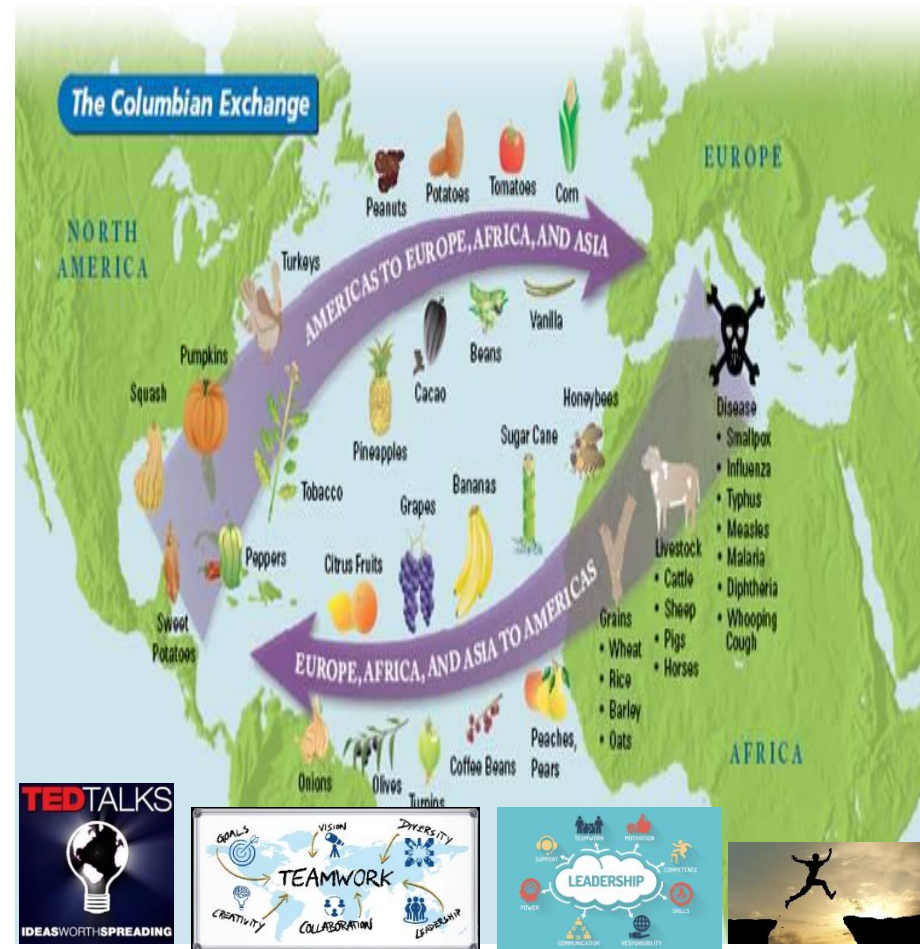 The Columbian Exchange
NORTH
AMERICA
EUROPE
AFRICA
Peanuts
Potatoes
Tomatoes
Corn
Turkeys
AMERICAS TO EUROPE, AFRICA, AND ASIA
Squash
Pumpkins
Tobacco
Pineapples
Cacao
Beans
Vanilla
Peppers
Sweet
Potatoes
Citrus Fruits
Grapes
Bananas
Sugar Cane
Honeybees
EUROPE, AFRICA, AND ASIA TO AMERICAS
Onions
Olives
Turnips
Coffee Beans
Peaches,
Pears
Grains
• Wheat
• Rice
• Barley
• Oats
Livestock
• Cattle
• Sheep
• Pigs
• Horses
Disease
• Smallpox
• Influenza
• Typhus
• Measles
• Malaria
• Diphtheria
• Whooping
Cough
TEDTALKS
IDEASWORTHSPREADING
GOALS
VISION
DIVERSITY
TEAMWORK
CREATIVITY
COLLABORATION
LEADERSHIP
TEAMWORK
MOTIVATION
SUPPORT
COMPETENCE
LEADERSHIP
POWER
SKILLS
COMMUNICATION
RESPONSIBILITY